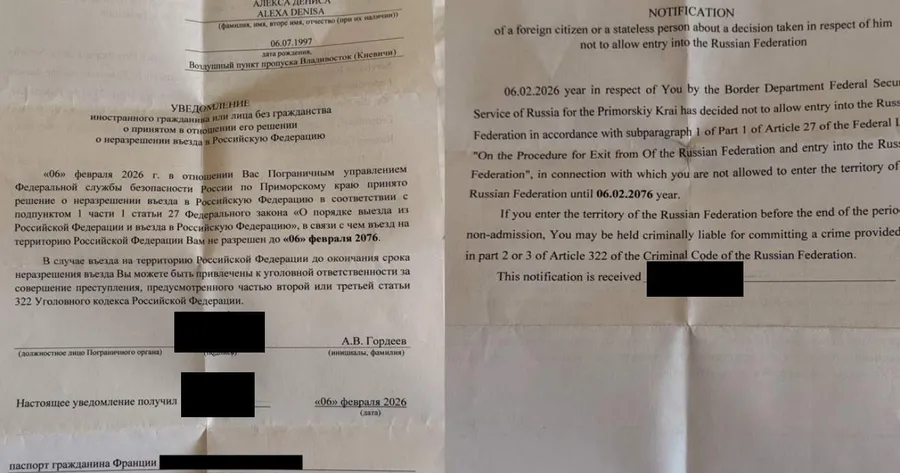 АЛЕКСА ДЕНИСА
ALEXA DENISA
(фамилия, имя, второе имя, отчество (при их наличии))
06.07.1997
дата рождения,
Воздушный пункт пропуска Владивосток (Кневичи)
УВЕДОМЛЕНИЕ
иностранного гражданина или лица без гражданства
о принятом в отношении его решении
о неразрешении въезда в Российскую Федерацию
«06» февраля 2026 г. в отношении Вас Пограничным управлением
Федеральной службы безопасности России по Приморскому краю принято
решение о неразрешении въезда в Российскую Федерацию в соответствии с
подпунктом 1 части 1 статьи 27 Федерального закона «О порядке выезда из
Российской Федерации и въезда в Российскую Федерацию», в связи с чем въезд на
территорию Российской Федерации Вам не разрешен до «06» февраля 2076.
В случае въезда на территорию Российской Федерации до окончания срока
неразрешения въезда Вы можете быть привлечены к уголовной ответственности за
совершение преступления, предусмотренного частью второй или третьей статьи
322 Уголовного кодекса Российской Федерации.
А.В. Гордеев
(должностное лицо Пограничного органа) (подпись) (инициалы, фамилия)
Настоящее уведомление получил «06» февраля 2026
(дата)
паспорт гражданина Франции
NOTIFICATION
of a foreign citizen or a stateless person about a decision taken in respect of him
not to allow entry into the Russian Federation
06.02.2026 year in respect of You by the Border Department Federal Secu
Service of Russia for the Primorskiy Krai has decided not to allow entry into the Russ
Federation in accordance with subparagraph 1 of Part 1 of Article 27 of the Federal L
"On the Procedure for Exit from Of the Russian Federation and entry into the Russ
Federation", in connection with which you are not allowed to enter the territory of
Russian Federation until 06.02.2076 year.
If you enter the territory of the Russian Federation before the end of the perio
non-admission, You may be held criminally liable for committing a crime provided
in part 2 or 3 of Article 322 of the Criminal Code of the Russian Federation.
This notification is received